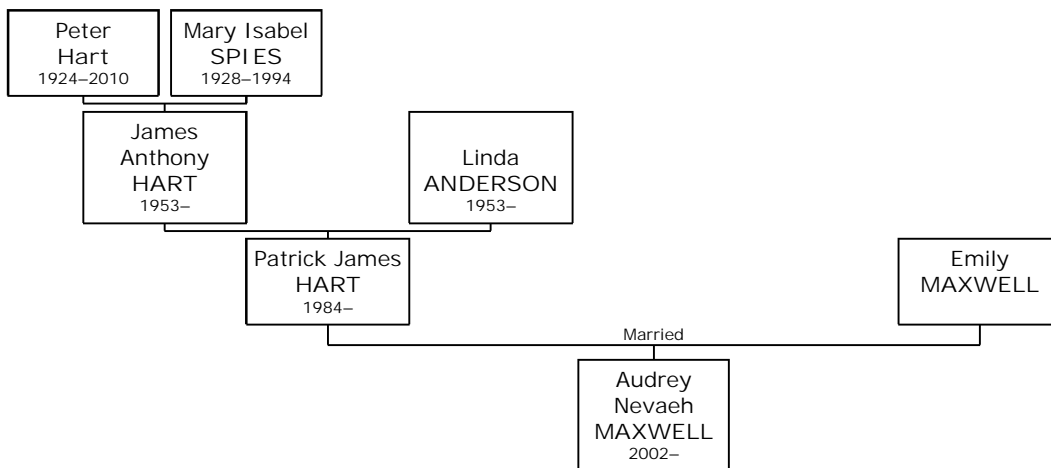 Peter
Hart
1924–2010
Mary Isabel
SPIES
1928–1994
James
Anthony
HART
1953–
Linda
ANDERSON
1953–
Patrick James
HART
1984–
Emily
MAXWELL
Married
Audrey
Nevaeh
MAXWELL
2002–